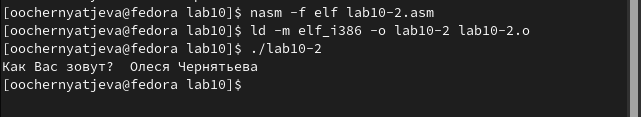 [oochernyatjeva@fedora lab10]$ nasm -f elf lab10-2.asm
[oochernyatjeva@fedora lab10]$ ld -m elf_i386 -o lab10-2 lab10-2.o
[oochernyatjeva@fedora lab10]$ ./lab10-2
Как Вас зовут?  Олеся Чернятьева
[oochernyatjeva@fedora lab10]$